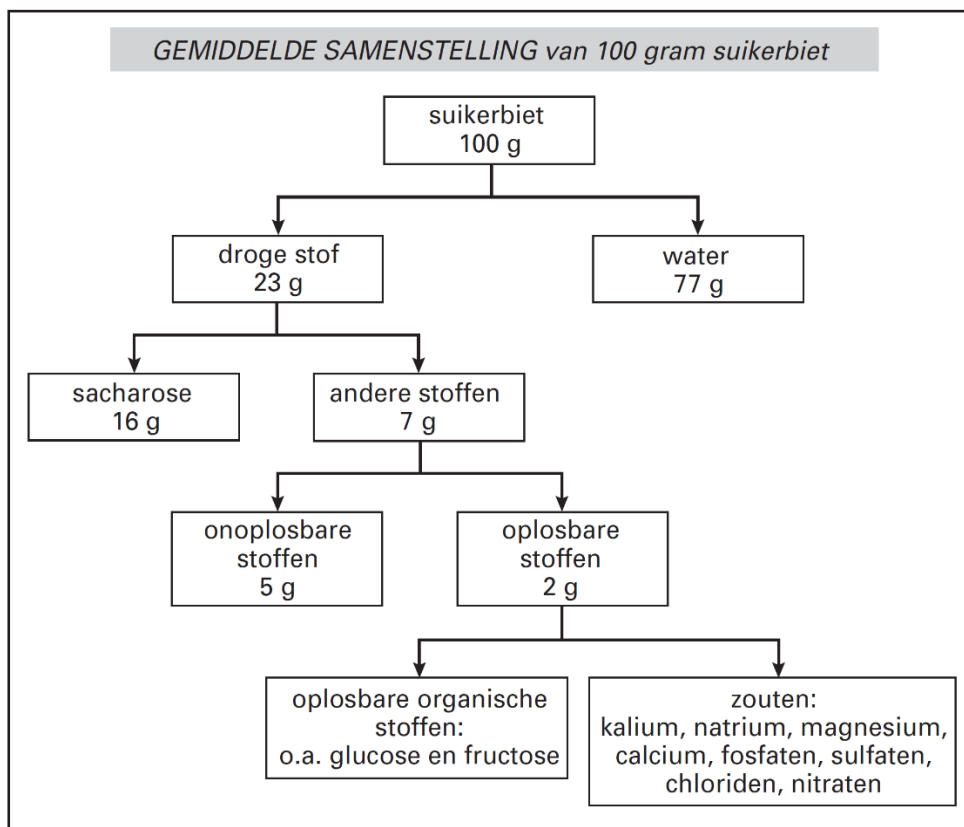 GEMIDDELDE SAMENSTELLING van 100 gram suikerbiet
suikerbiet
100 g
droge stof
23 g
water
77 g
sacharose
16 g
andere stoffen
7 g
onoplosbare
stoffen
5 g
oplosbare
stoffen
2 g
oplosbare organische
stoffen:
o.a. glucose en fructose
zouten:
kalium, natrium, magnesium,
calcium, fosfaten, sulfaten,
chloriden, nitraten